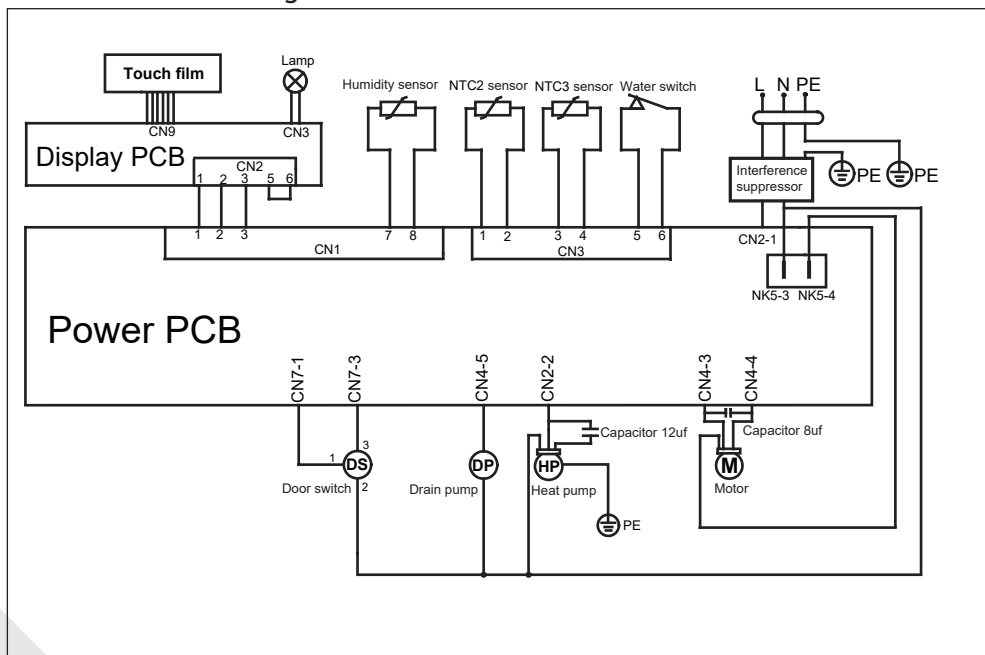 Touch film
Lamp
Humidity sensor NTC2 sensor NTC3 sensor Water switch
L N PE
CN9 CN3
Display PCB
CN2
1 2 3 5 6
Interference
suppressor
PE PE
1 2 3 7 8 1 2 3 4 5 6 CN2-1
CN1 CN3
NK5-3 NK5-4
Power PCB
CN7-1 CN7-3 CN4-5 CN2-2 CN4-3 CN4-4
Capacitor 12uf Capacitor 8uf
3
1 DS DP HP M
2
Door switch Drain pump Heat pump Motor
PE